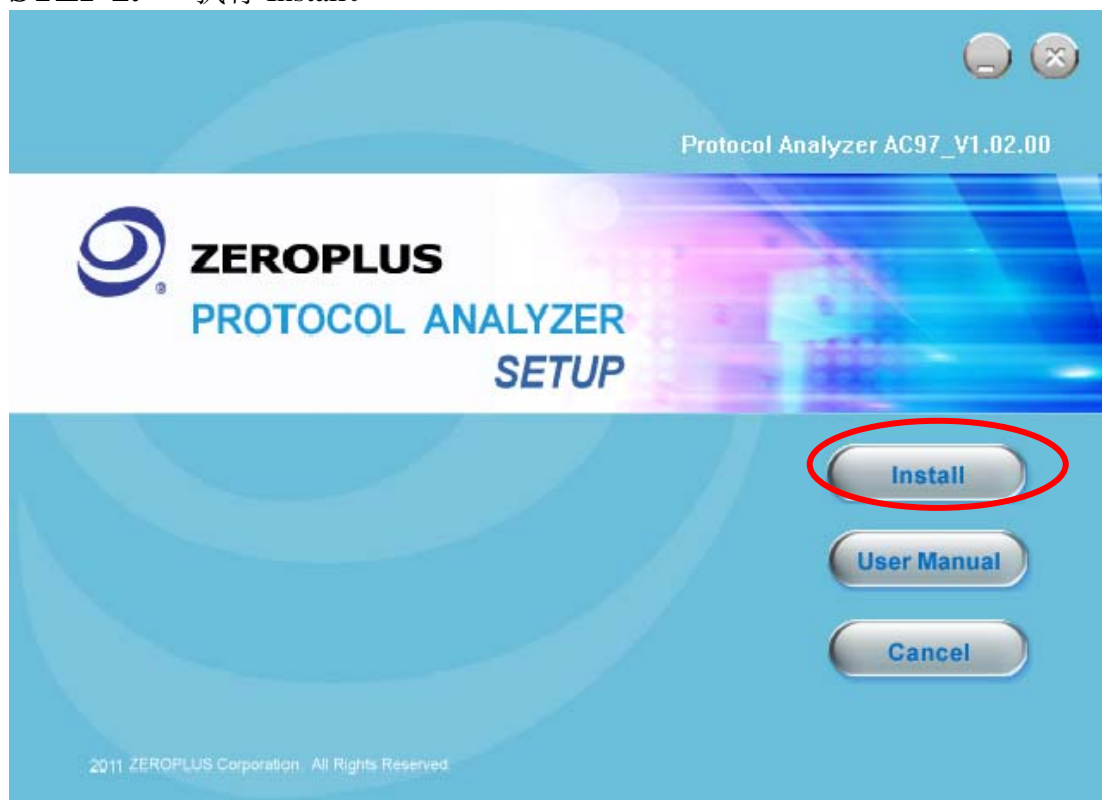 Protocol Analyzer AC97_V1.02.00
ZEROPLUS
PROTOCOL ANALYZER
SETUP
Install
User Manual
Cancel
2011 ZEROPLUS Corporation. All Rights Reserved.